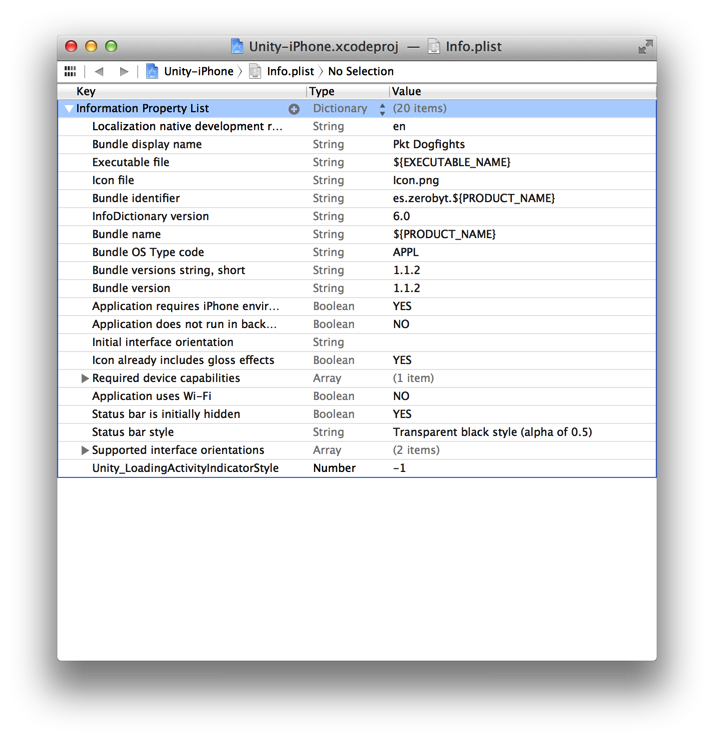 Unity-iPhone.xcodeproj — Info.plist
Unity-iPhone 〉 Info.plist 〉 No Selection
Key Type Value
Information Property List Dictionary (20 items)
Localization native development r... String en
Bundle display name String Pkt Dogfights
Executable file String ${EXECUTABLE_NAME}
Icon file String Icon.png
Bundle identifier String es.zerobyt.${PRODUCT_NAME}
InfoDictionary version String 6.0
Bundle name String ${PRODUCT_NAME}
Bundle OS Type code String APPL
Bundle versions string, short String 1.1.2
Bundle version String 1.1.2
Application requires iPhone envir... Boolean YES
Application does not run in back... Boolean NO
Initial interface orientation String
Icon already includes gloss effects Boolean YES
Required device capabilities Array (1 item)
Application uses Wi-Fi Boolean NO
Status bar is initially hidden Boolean YES
Status bar style String Transparent black style (alpha of 0.5)
Supported interface orientations Array (2 items)
Unity_LoadingActivityIndicatorStyle Number -1